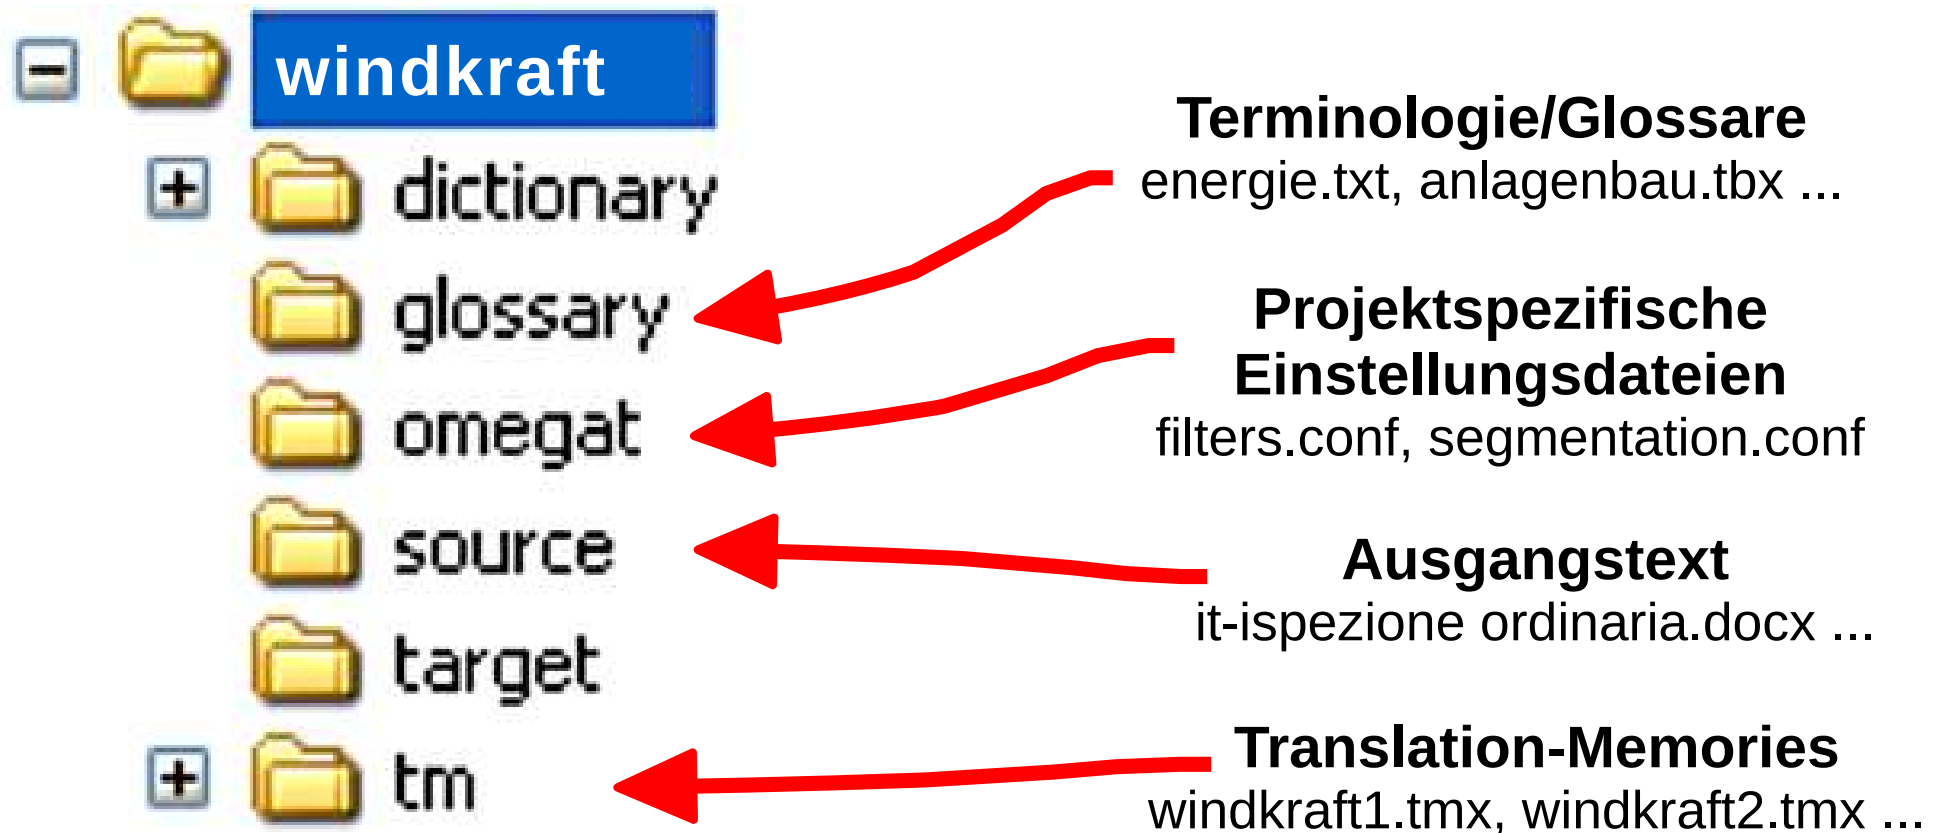 windkraft
dictionary
glossary
omegat
source
target
tm
Terminologie/Glossare
energie.txt, anlagenbau.tbx ...
Projektspezifische
Einstellungsdateien
filters.conf, segmentation.conf
Ausgangstext
it-ispezione ordinaria.docx ...
Translation-Memories
windkraft1.tmx, windkraft2.tmx ...